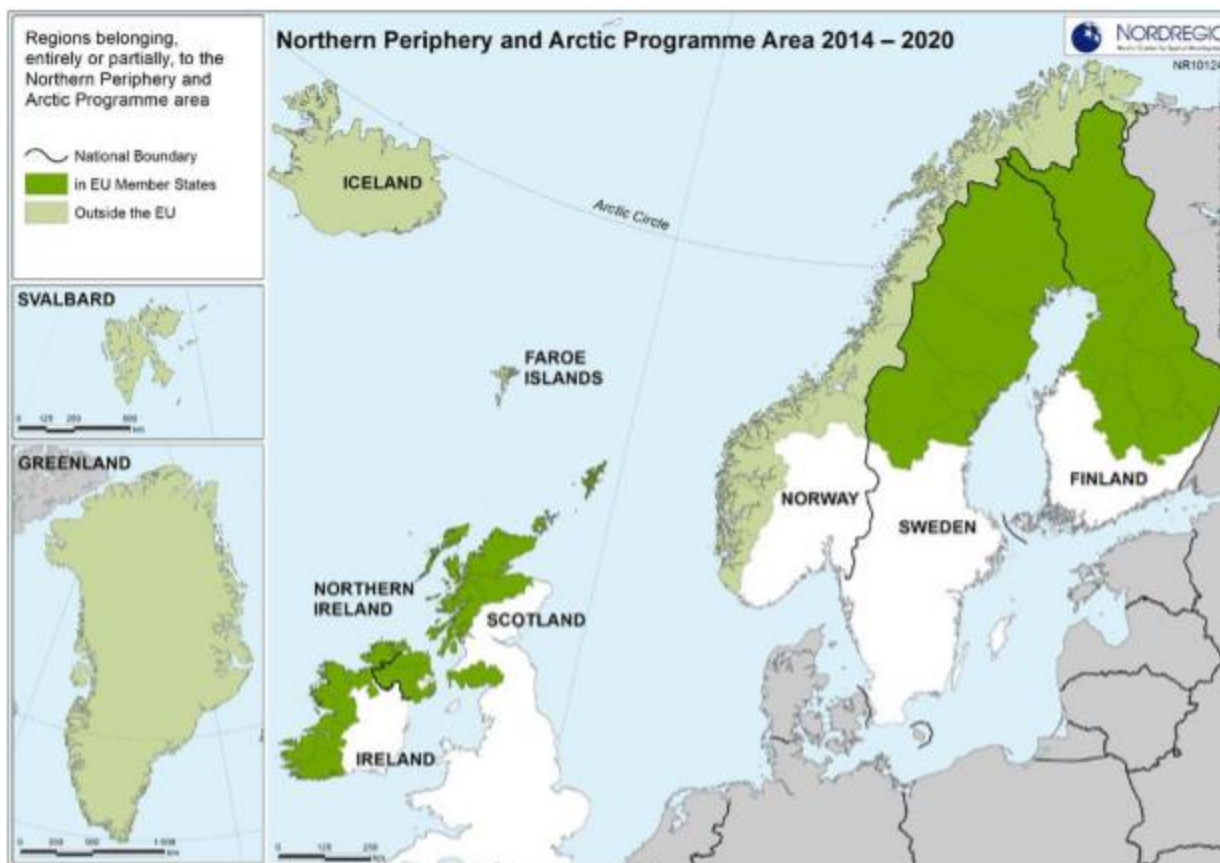 Regions belonging,
entirely or partially, to the
Northern Periphery and
Arctic Programme area
National Boundary
in EU Member States
Outside the EU
Northern Periphery and Arctic Programme Area 2014 – 2020
NORDREGIO
NR10124
ICELAND
Arctic Circle
SVALBARD
FAROE
ISLANDS
GREENLAND
NORWAY
SWEDEN
FINLAND
NORTHERN
IRELAND
SCOTLAND
IRELAND